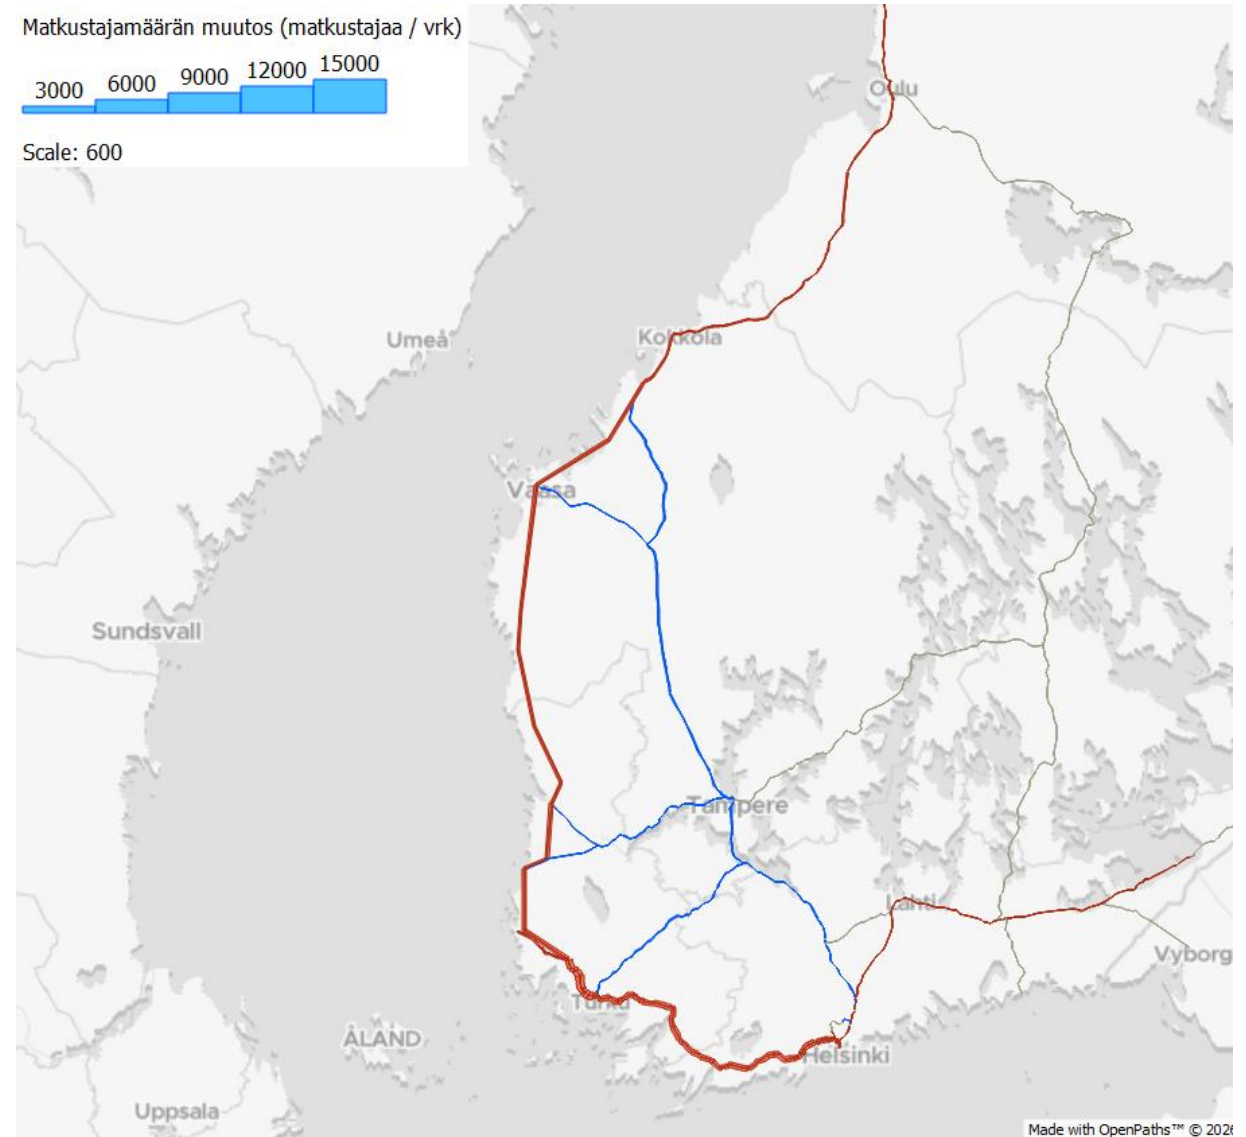 Matkustajamäärän muutos (matkustajaa / vrk)
3000 6000 9000 12000 15000
Scale: 600
Oulu
Umeå
Kokkola
Vaasa
Sundsvall
Tampere
Lahti
Vyborg
Turku
ÅLAND
Helsinki
Uppsala
Made with OpenPaths™ © 2026